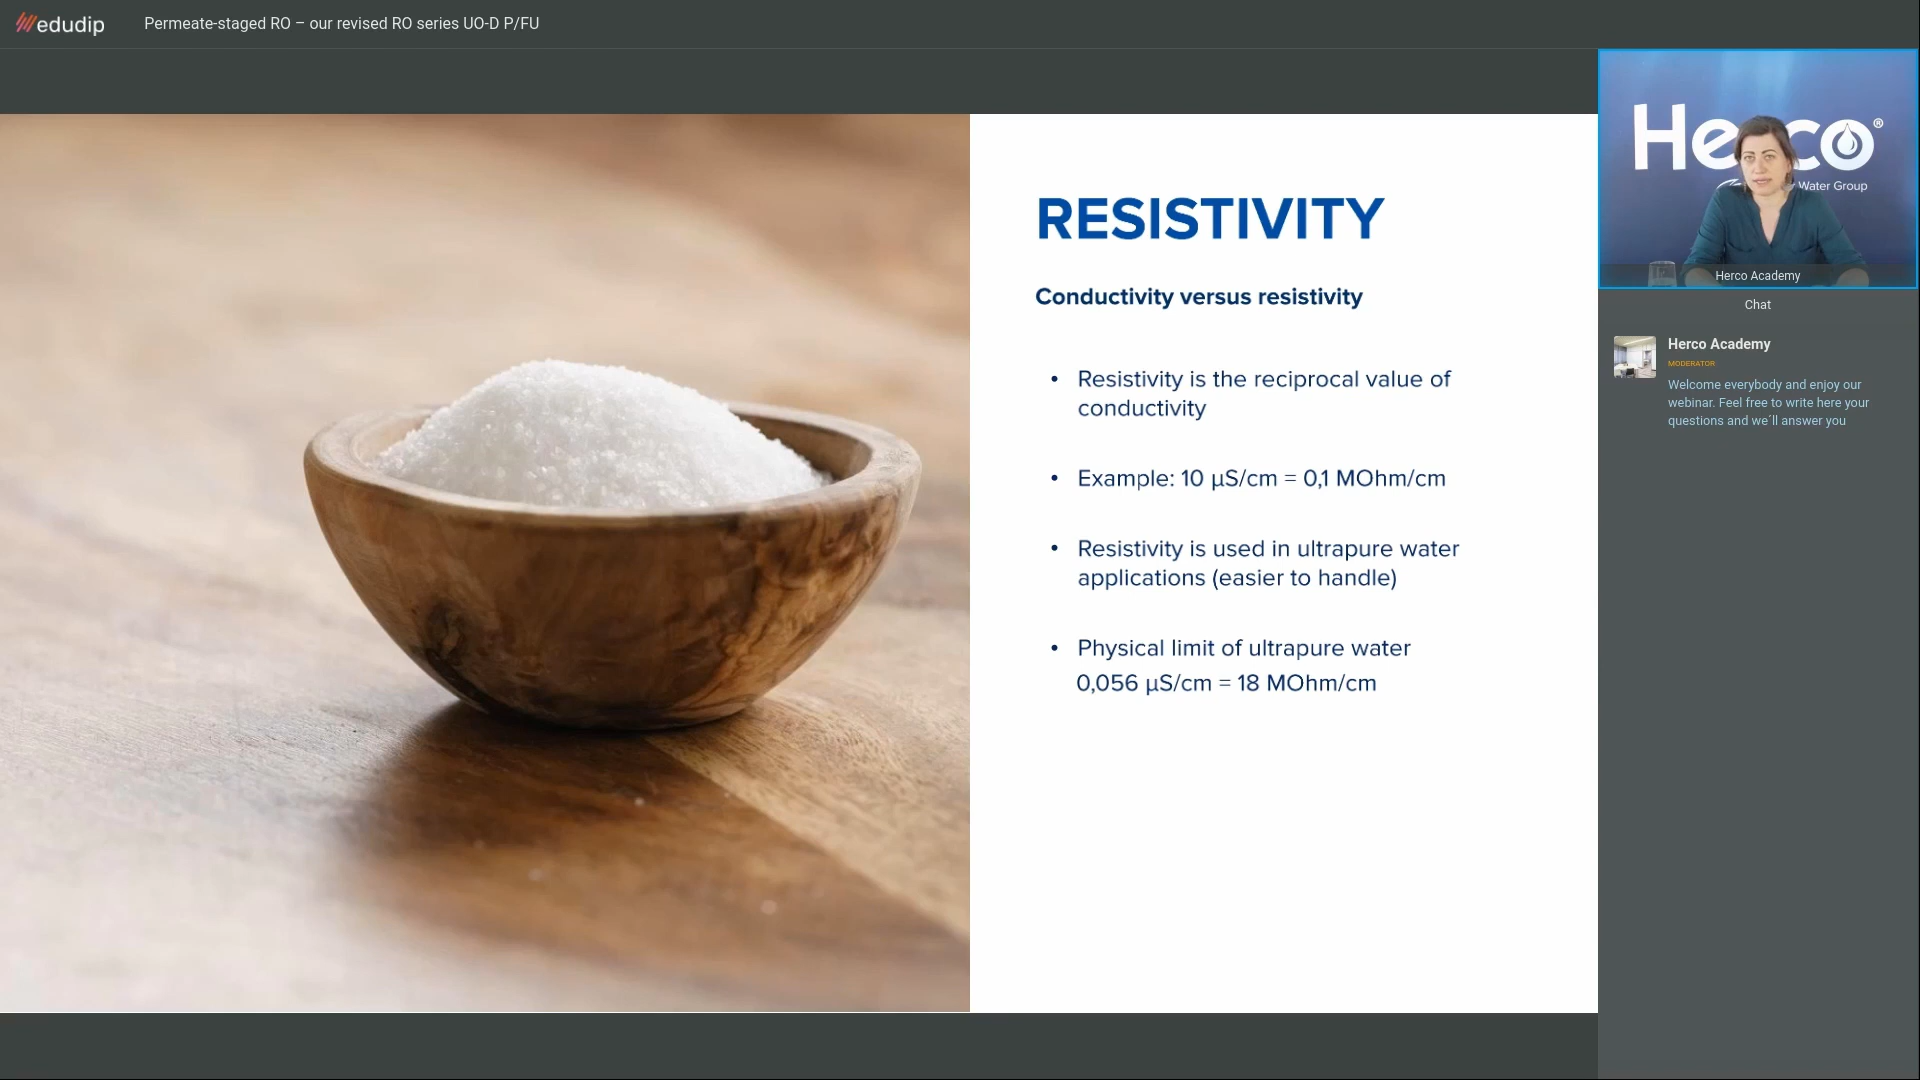 edudip
Permeate-staged RO – our revised RO series UO-D P/FU
RESISTIVITY
Conductivity versus resistivity
• Resistivity is the reciprocal value of
conductivity
• Example: 10 µS/cm = 0,1 MOhm/cm
• Resistivity is used in ultrapure water
applications (easier to handle)
• Physical limit of ultrapure water
0,056 µS/cm = 18 MOhm/cm
®
Water Group
Herco Academy
Chat
Herco Academy
MODERATOR
Welcome everybody and enjoy our
webinar. Feel free to write here your
questions and we´ll answer you